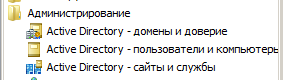 Администрирование
Active Directory - домены и доверие
Active Directory - пользователи и компьютеры
Active Directory - сайты и службы